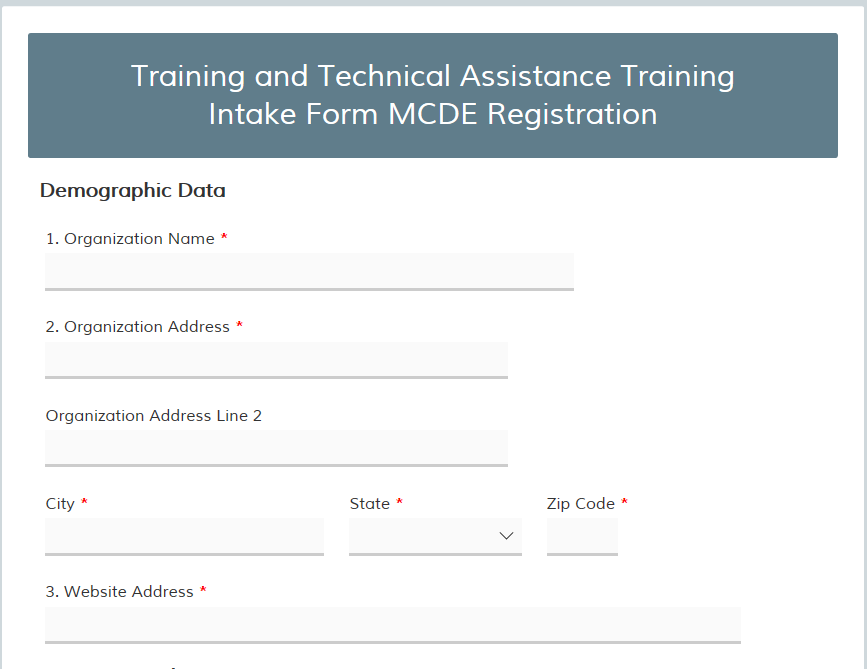 Training and Technical Assistance Training
Intake Form MCDE Registration
Demographic Data
1. Organization Name *
2. Organization Address *
Organization Address Line 2
City * State * Zip Code *
3. Website Address *